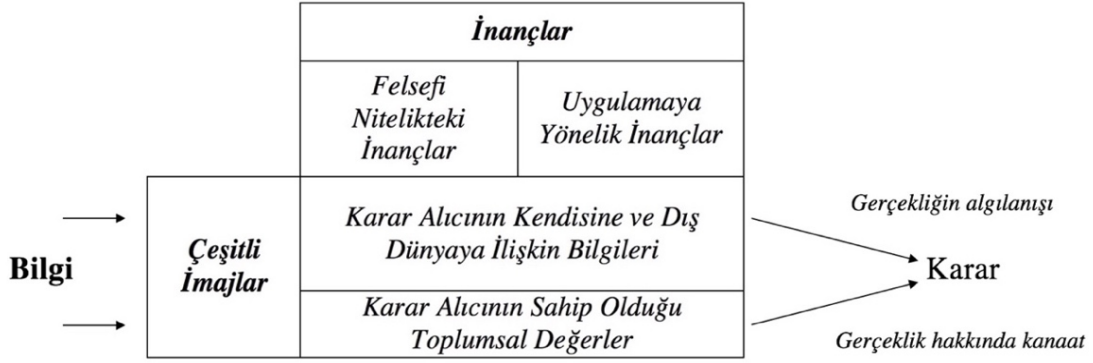 İnançlar
Felsefi
Nitelikteki
İnançlar
Uygulamaya
Yönelik İnançlar
Bilgi
Çeşitli
İmajlar
Karar Alıcının Kendisine ve Dış
Dünyaya İlişkin Bilgileri
Karar Alıcının Sahip Olduğu
Toplumsal Değerler
Gerçekliğin algılanışı
Karar
Gerçeklik hakkında kanaat